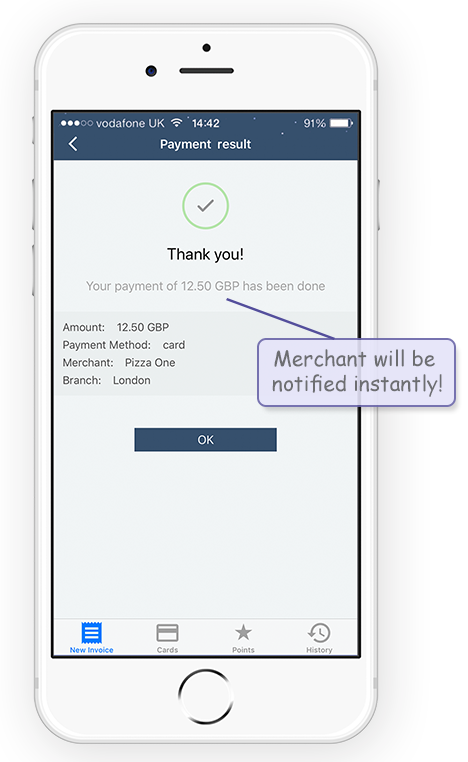 vodafone UK 14:42 91%
Payment result
Thank you!
Your payment of 12.50 GBP has been done
Amount: 12.50 GBP
Payment Method: card
Merchant: Pizza One
Branch: London
Merchant will be
notified instantly!
OK
New Invoice Cards Points History